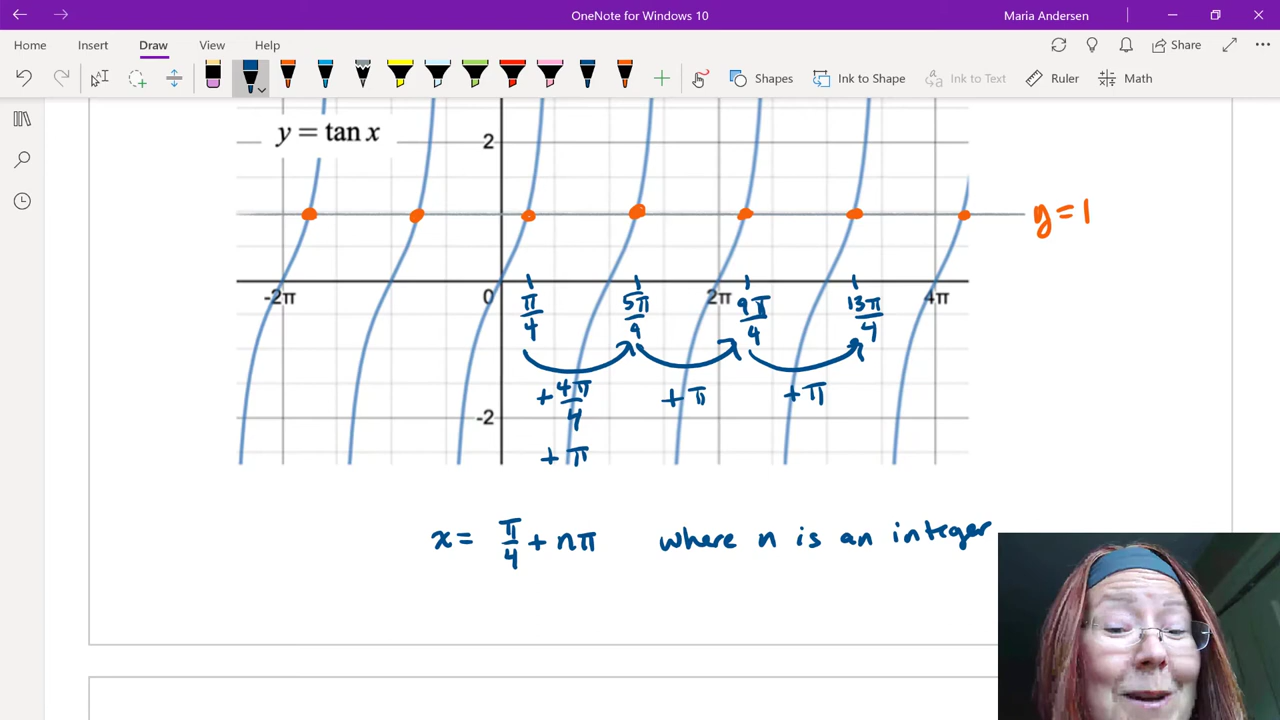 OneNote for Windows 10
Maria Andersen
Home Insert Draw View Help
Share
Shapes Ink to Shape Ink to Text Ruler Math
y = tan x
2
y = 1
-2π 0 2π 4π
π/4 5π/4 9π/4 13π/4
+ 4π/4 + π + π
-2
+ π
x = π/4 + nπ where n is an integer